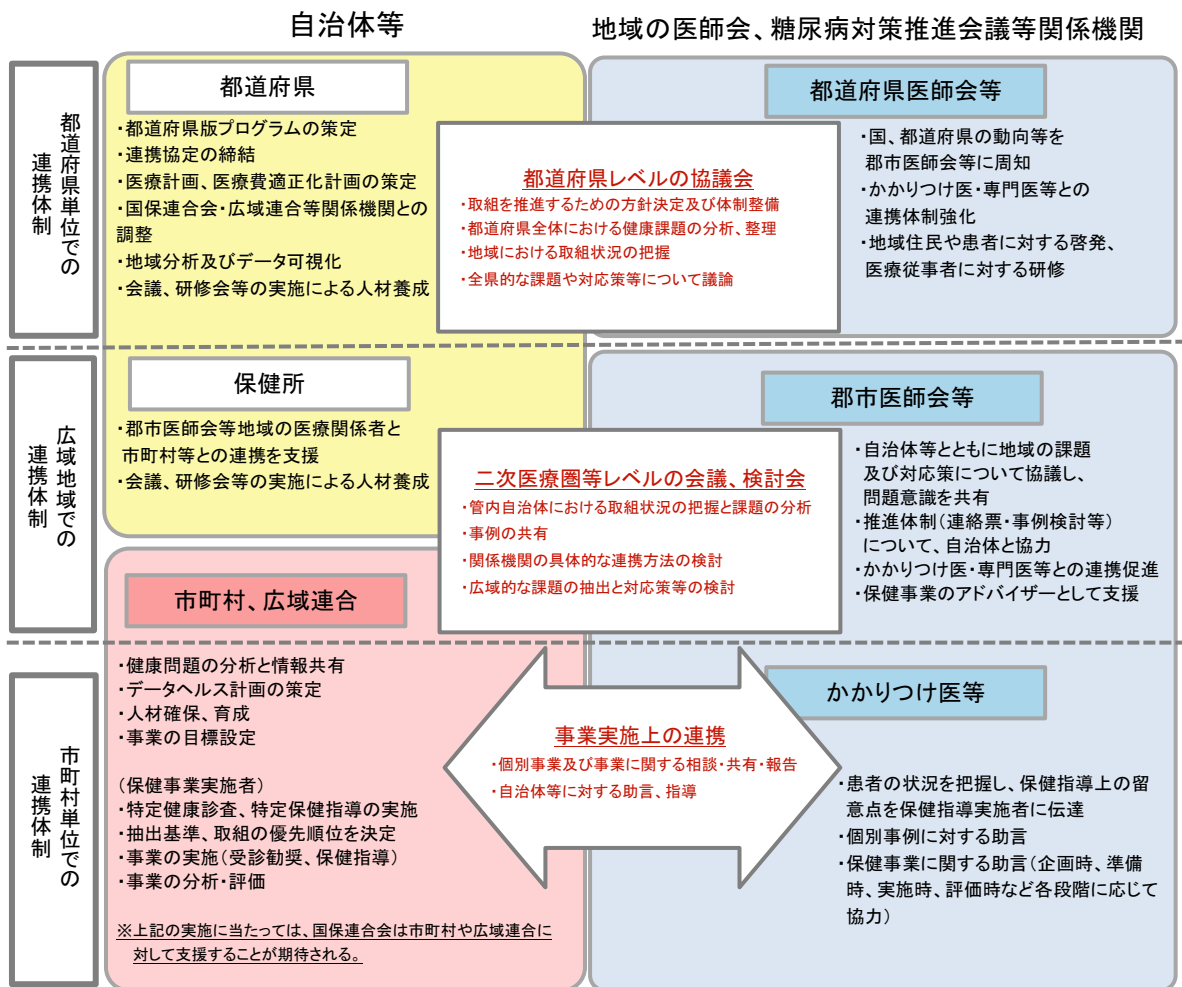 自治体等
地域の医師会、糖尿病対策推進会議等関係機関
都道府県単位での
連携体制
都道府県
・都道府県版プログラムの策定
・連携協定の締結
・医療計画、医療費適正化計画の策定
・国保連合会・広域連合等関係機関との
調整
・地域分析及びデータ可視化
・会議、研修会等の実施による人材養成
都道府県レベルの協議会
・取組を推進するための方針決定及び体制整備
・都道府県全体における健康課題の分析、整理
・地域における取組状況の把握
・全県的な課題や対応策等について議論
都道府県医師会等
・国、都道府県の動向等を
郡市医師会等に周知
・かかりつけ医・専門医等との
連携体制強化
・地域住民や患者に対する啓発、
医療従事者に対する研修
広域地域での
連携体制
保健所
・郡市医師会等地域の医療関係者と
市町村等との連携を支援
・会議、研修会等の実施による人材養成
二次医療圏等レベルの会議、検討会
・管内自治体における取組状況の把握と課題の分析
・事例の共有
・関係機関の具体的な連携方法の検討
・広域的な課題の抽出と対応策等の検討
郡市医師会等
・自治体等とともに地域の課題
及び対応策について協議し、
問題意識を共有
・推進体制（連絡票・事例検討等）
について、自治体と協力
・かかりつけ医・専門医等との連携促進
・保健事業のアドバイザーとして支援
市町村、広域連合
市町村単位での
連携体制
・健康問題の分析と情報共有
・データヘルス計画の策定
・人材確保、育成
・事業の目標設定
（保健事業実施者）
・特定健康診査、特定保健指導の実施
・抽出基準、取組の優先順位を決定
・事業の実施（受診勧奨、保健指導）
・事業の分析・評価
※上記の実施に当たっては、国保連合会は市町村や広域連合に
対して支援することが期待される。
事業実施上の連携
・個別事業及び事業に関する相談・共有・報告
・自治体等に対する助言、指導
かかりつけ医等
・患者の状況を把握し、保健指導上の留
意点を保健指導実施者に伝達
・個別事例に対する助言
・保健事業に関する助言（企画時、準備
時、実施時、評価時など各段階に応じて
協力）